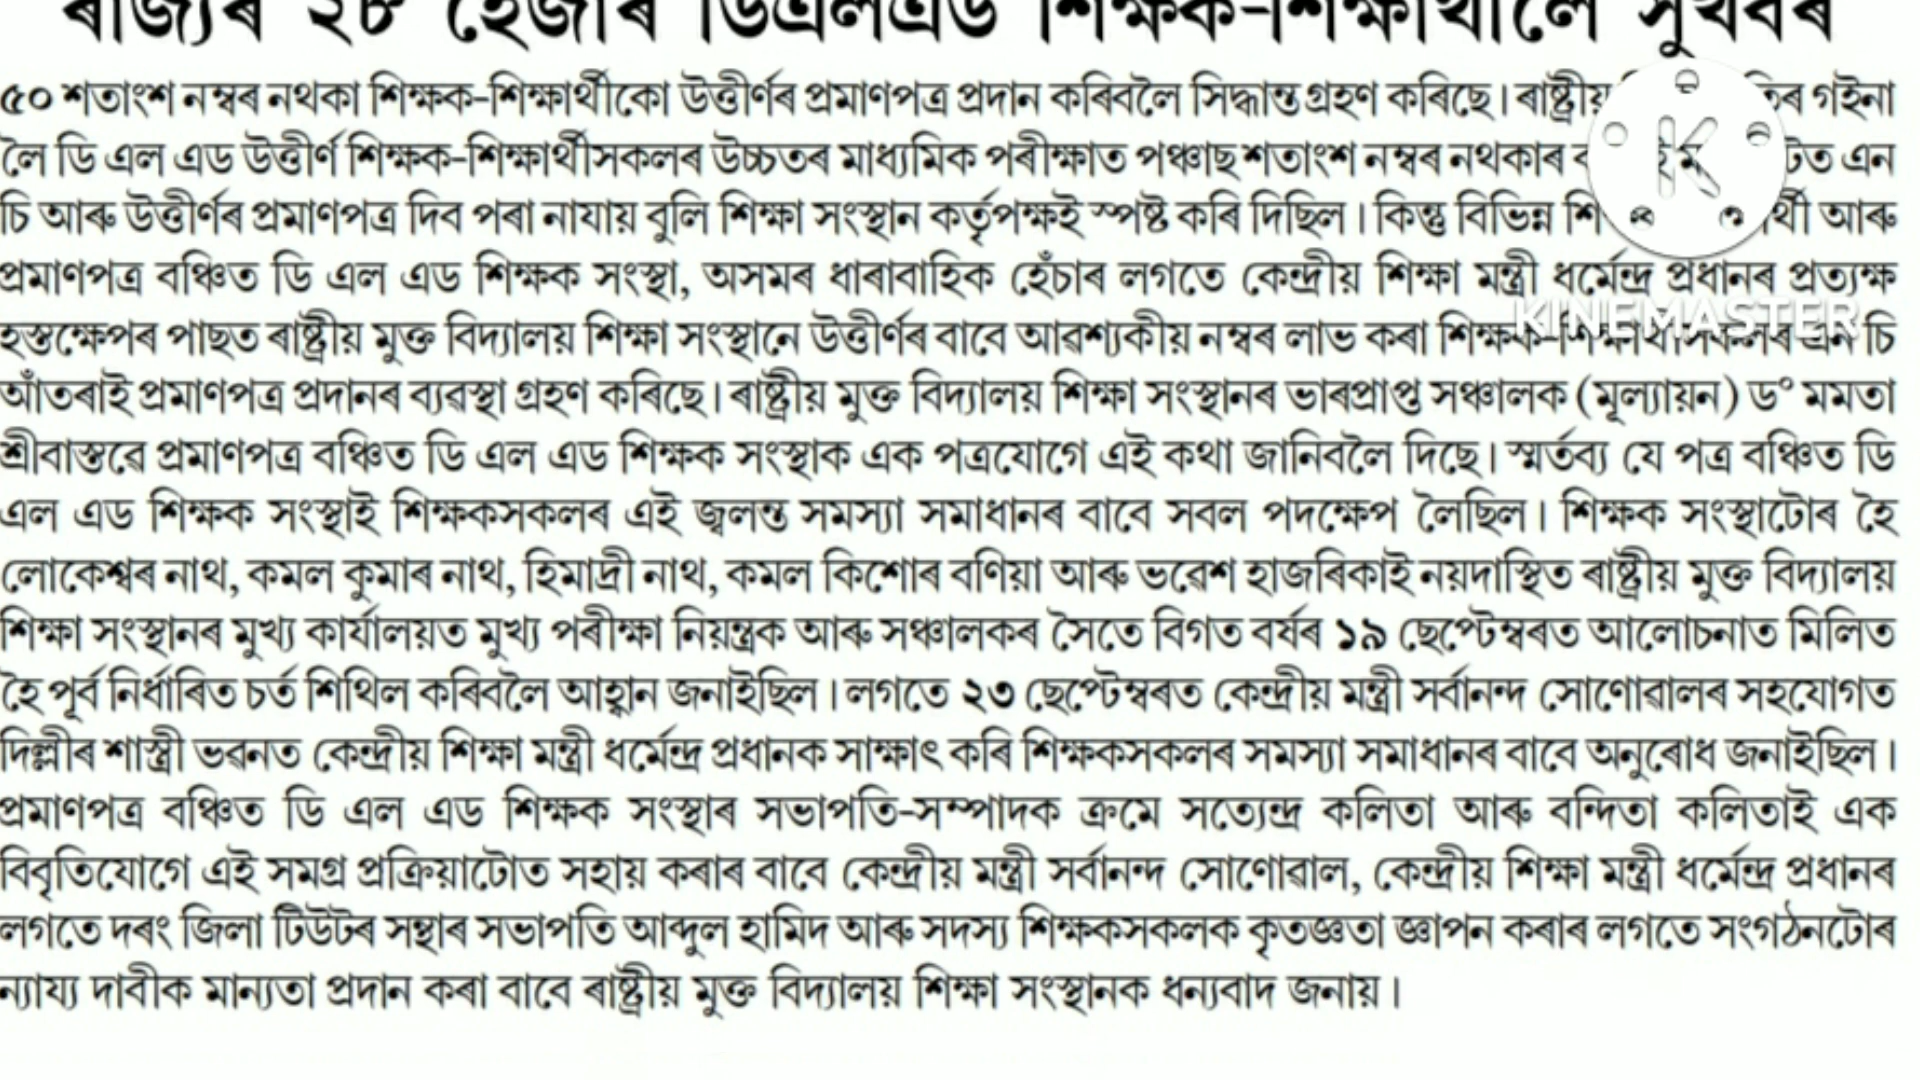 ৰাজ্যৰ ২৮ হেজাৰ ডিএলএড শিক্ষক-শিক্ষাৰ্থীলৈ সুখবৰ
৫০ শতাংশ নম্বৰ নথকা শিক্ষক-শিক্ষাৰ্থীকো উত্তীৰ্ণৰ প্ৰমাণপত্ৰ প্ৰদান কৰিবলৈ সিদ্ধান্ত গ্ৰহণ কৰিছে। ৰাষ্ট্ৰীয় গইনা
লৈ ডি এল এড উত্তীৰ্ণ শিক্ষক-শিক্ষাৰ্থীসকলৰ উচ্চতৰ মাধ্যমিক পৰীক্ষাত পঞ্চাছ শতাংশ নম্বৰ নথকাৰ এন
চি আৰু উত্তীৰ্ণৰ প্ৰমাণপত্ৰ দিব পৰা নাযায় বুলি শিক্ষা সংস্থান কৰ্তৃপক্ষই স্পষ্ট কৰি দিছিল। কিন্তু বিভিন্ন আৰু
প্ৰমাণপত্ৰ বঞ্চিত ডি এল এড শিক্ষক সংস্থা, অসমৰ ধাৰাবাহিক হেঁচাৰ লগতে কেন্দ্ৰীয় শিক্ষা মন্ত্ৰী ধৰ্মেন্দ্ৰ প্ৰধানৰ প্ৰত্যক্ষ
হস্তক্ষেপৰ পাছত ৰাষ্ট্ৰীয় মুক্ত বিদ্যালয় শিক্ষা সংস্থানে উত্তীৰ্ণৰ বাবে আৱশ্যকীয় নম্বৰ লাভ কৰা শিক্ষক-শিক্ষাৰ্থীসকলৰ এন চি
আঁতৰাই প্ৰমাণপত্ৰ প্ৰদানৰ ব্যৱস্থা গ্ৰহণ কৰিছে। ৰাষ্ট্ৰীয় মুক্ত বিদ্যালয় শিক্ষা সংস্থানৰ ভাৰপ্ৰাপ্ত সঞ্চালক (মূল্যায়ন) ড° মমতা
শ্ৰীবাস্তৱে প্ৰমাণপত্ৰ বঞ্চিত ডি এল এড শিক্ষক সংস্থাক এক পত্ৰযোগে এই কথা জানিবলৈ দিছে। স্মৰ্তব্য যে পত্ৰ বঞ্চিত ডি
এল এড শিক্ষক সংস্থাই শিক্ষকসকলৰ এই জ্বলন্ত সমস্যা সমাধানৰ বাবে সবল পদক্ষেপ লৈছিল। শিক্ষক সংস্থাটোৰ হৈ
লোকেশ্বৰ নাথ, কমল কুমাৰ নাথ, হিমাদ্ৰী নাথ, কমল কিশোৰ বণিয়া আৰু ভৱেশ হাজৰিকাই নয়দাস্থিত ৰাষ্ট্ৰীয় মুক্ত বিদ্যালয়
শিক্ষা সংস্থানৰ মুখ্য কাৰ্যালয়ত মুখ্য পৰীক্ষা নিয়ন্ত্ৰক আৰু সঞ্চালকৰ সৈতে বিগত বৰ্ষৰ ১৯ ছেপ্টেম্বৰত আলোচনাত মিলিত
হৈ পূৰ্ব নিৰ্ধাৰিত চৰ্ত শিথিল কৰিবলৈ আহ্বান জনাইছিল। লগতে ২৩ ছেপ্টেম্বৰত কেন্দ্ৰীয় মন্ত্ৰী সৰ্বানন্দ সোণোৱালৰ সহযোগত
দিল্লীৰ শাস্ত্ৰী ভৱনত কেন্দ্ৰীয় শিক্ষা মন্ত্ৰী ধৰ্মেন্দ্ৰ প্ৰধানক সাক্ষাৎ কৰি শিক্ষকসকলৰ সমস্যা সমাধানৰ বাবে অনুৰোধ জনাইছিল।
প্ৰমাণপত্ৰ বঞ্চিত ডি এল এড শিক্ষক সংস্থাৰ সভাপতি-সম্পাদক ক্ৰমে সত্যেন্দ্ৰ কলিতা আৰু বন্দিতা কলিতাই এক
বিবৃতিযোগে এই সমগ্ৰ প্ৰক্ৰিয়াটোত সহায় কৰাৰ বাবে কেন্দ্ৰীয় মন্ত্ৰী সৰ্বানন্দ সোণোৱাল, কেন্দ্ৰীয় শিক্ষা মন্ত্ৰী ধৰ্মেন্দ্ৰ প্ৰধানৰ
লগতে দৰং জিলা টিউটৰ সন্থাৰ সভাপতি আব্দুল হামিদ আৰু সদস্য শিক্ষকসকলক কৃতজ্ঞতা জ্ঞাপন কৰাৰ লগতে সংগঠনটোৰ
ন্যায্য দাবীক মান্যতা প্ৰদান কৰা বাবে ৰাষ্ট্ৰীয় মুক্ত বিদ্যালয় শিক্ষা সংস্থানক ধন্যবাদ জনায়।
KINEMASTER